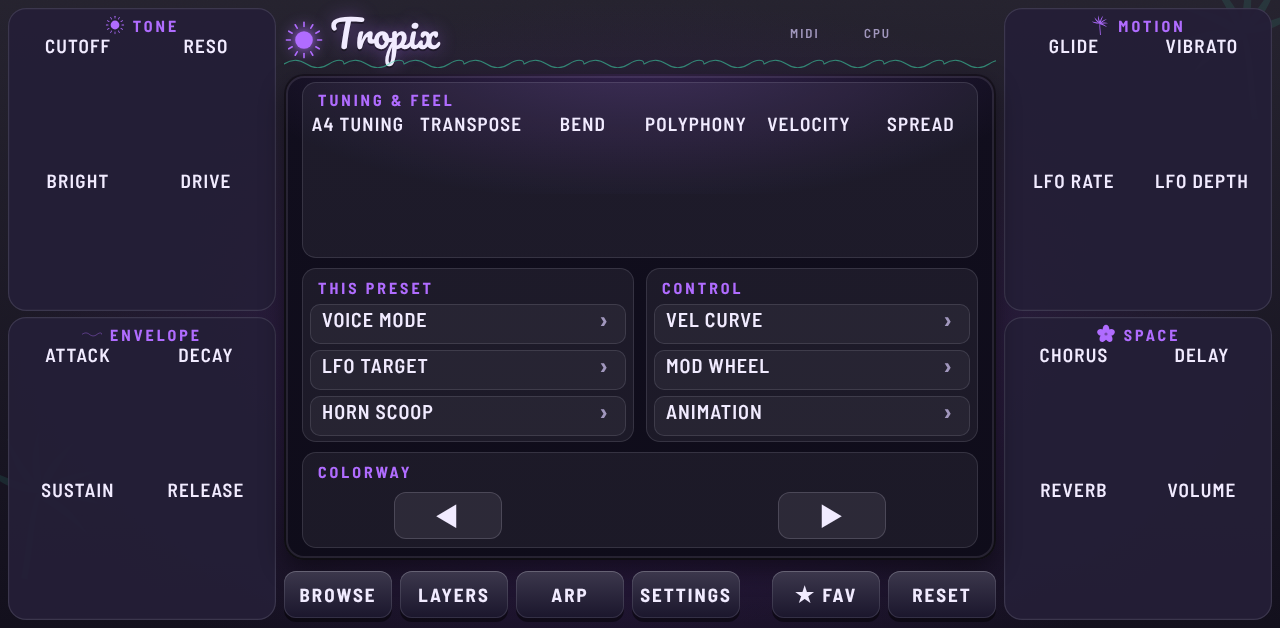 TONE
CUTOFF RESO
BRIGHT DRIVE
ENVELOPE
ATTACK DECAY
SUSTAIN RELEASE
Tropix
MIDI CPU
TUNING & FEEL
A4 TUNING TRANSPOSE BEND POLYPHONY VELOCITY SPREAD
THIS PRESET
VOICE MODE ›
LFO TARGET ›
HORN SCOOP ›
CONTROL
VEL CURVE ›
MOD WHEEL ›
ANIMATION ›
COLORWAY
◀ ▶
BROWSE LAYERS ARP SETTINGS ★ FAV RESET
MOTION
GLIDE VIBRATO
LFO RATE LFO DEPTH
SPACE
CHORUS DELAY
REVERB VOLUME